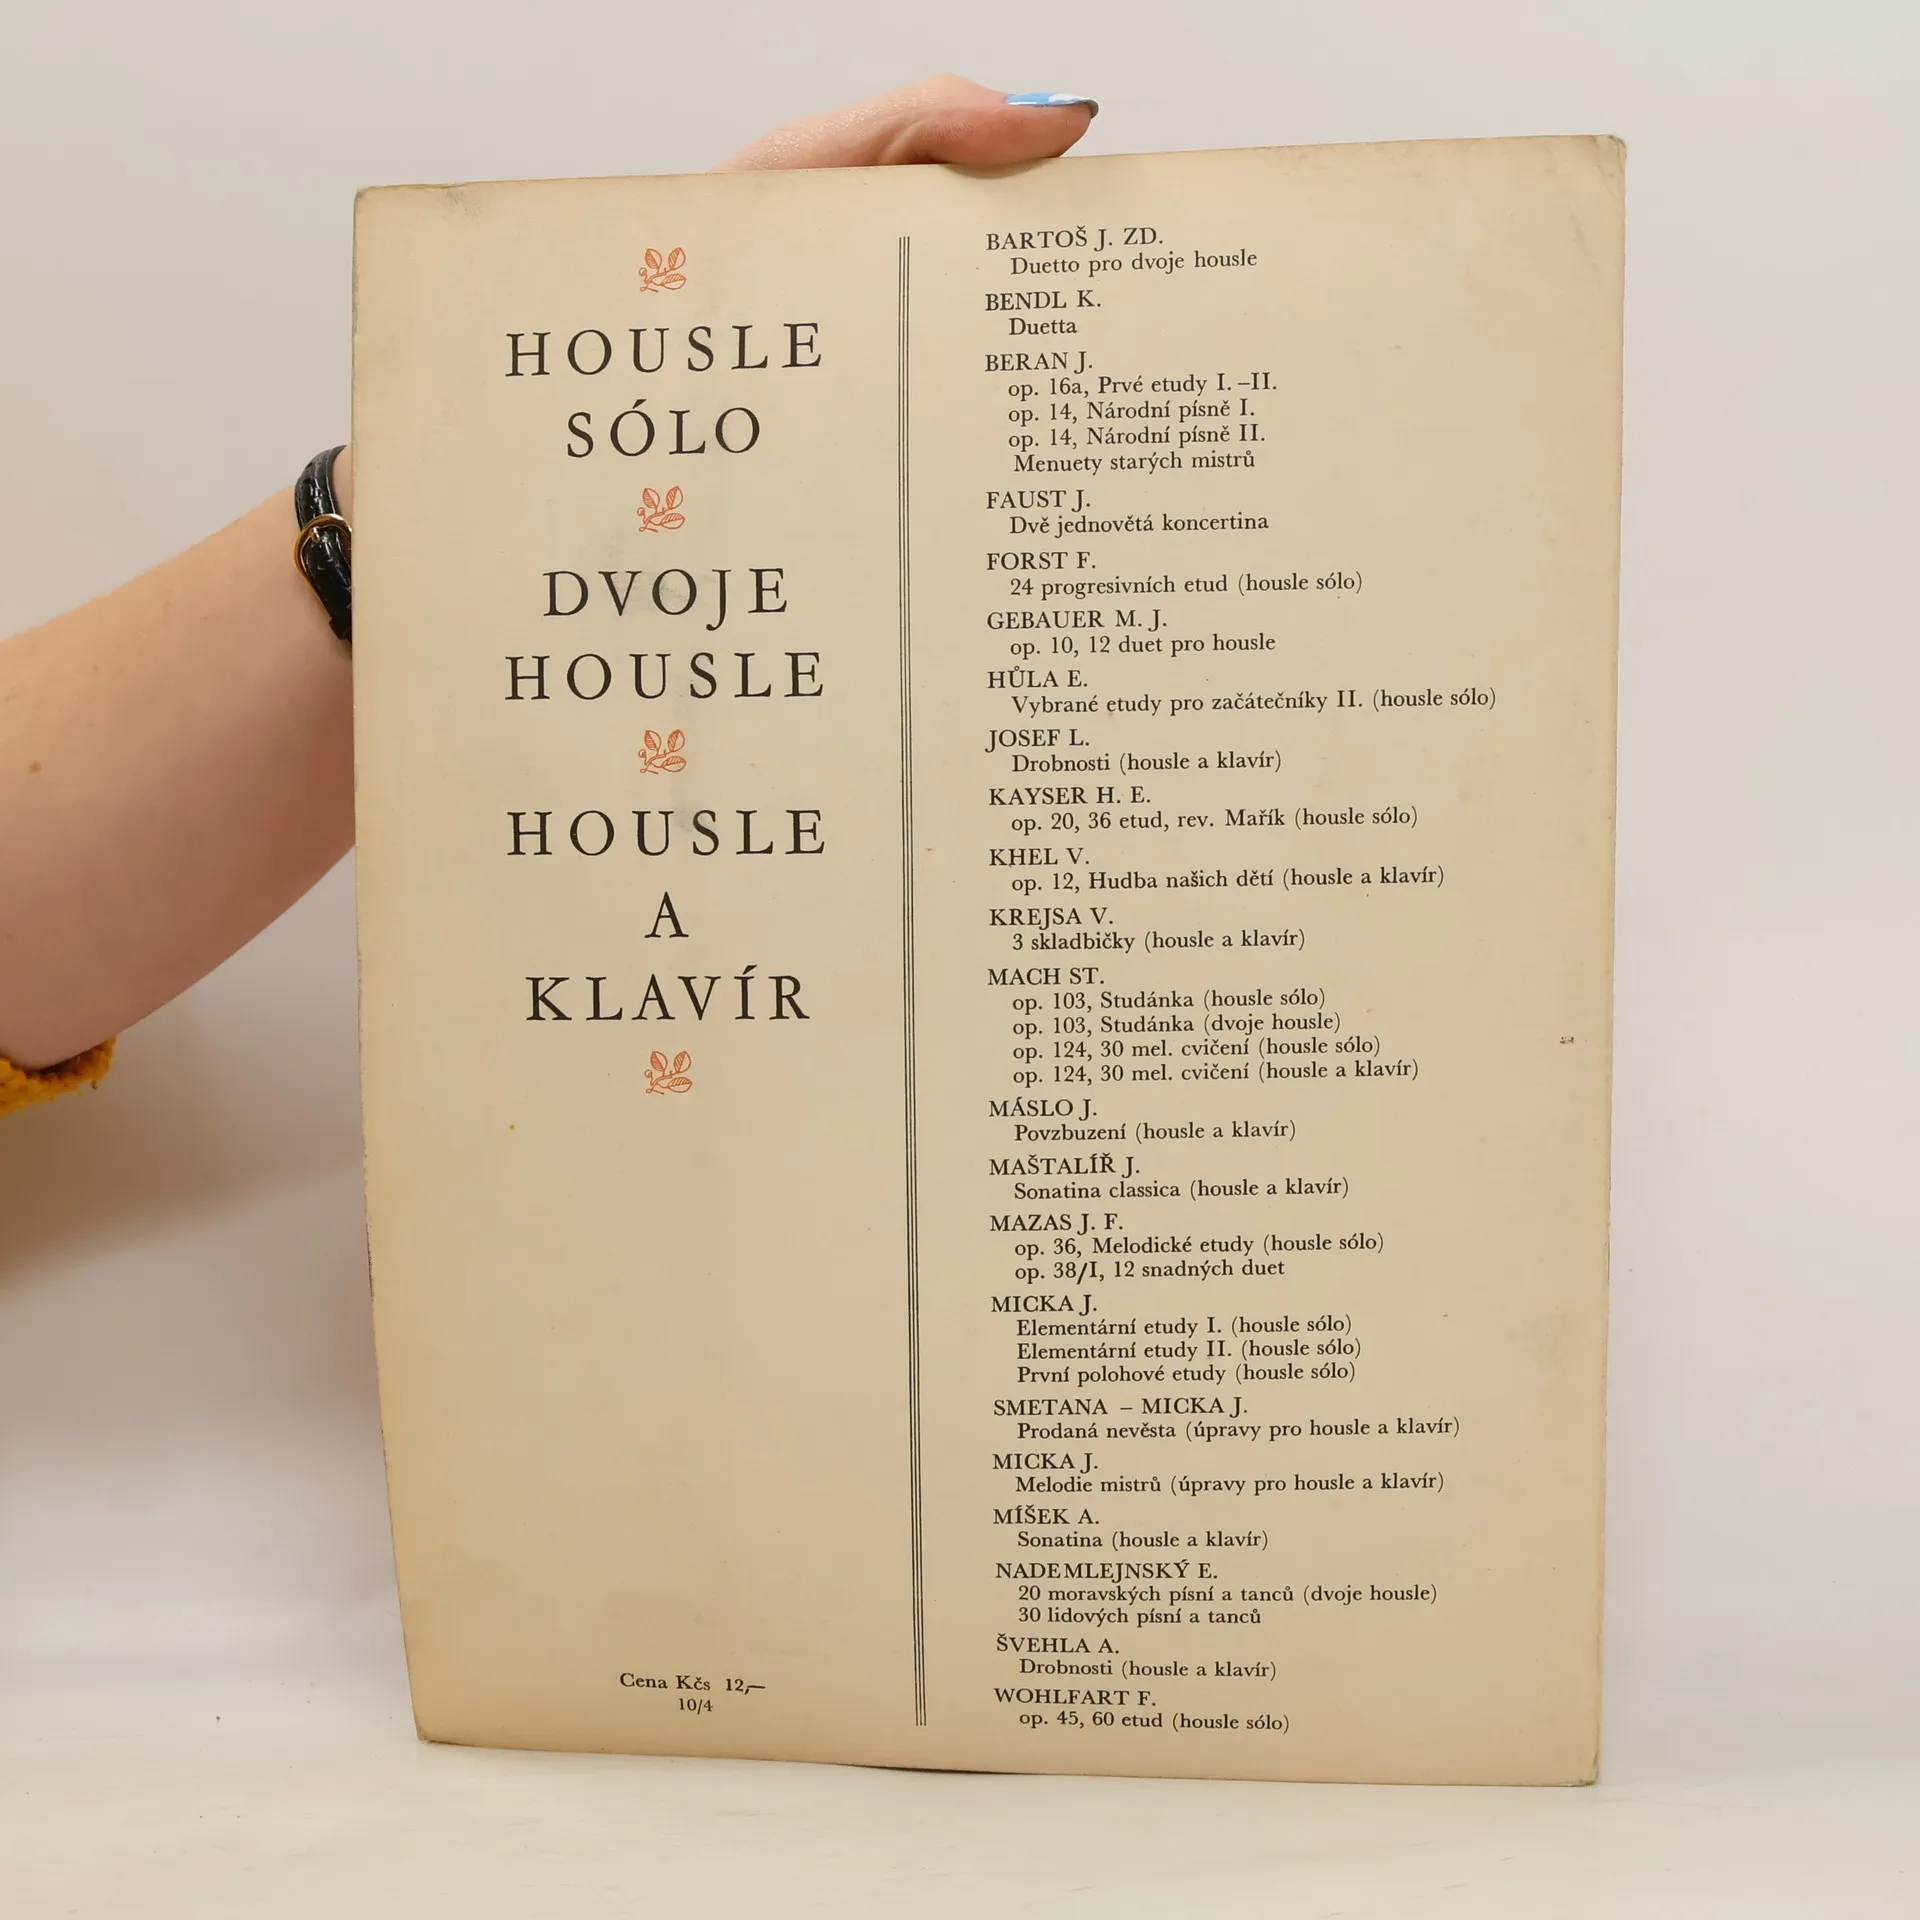 HOUSLE
SÓLO
DVOJE
HOUSLE
HOUSLE
A
KLAVÍR
Cena Kčs 12,—
10/4
BARTOŠ J. ZD.
Duetto pro dvoje housle
BENDL K.
Duetta
BERAN J.
op. 16a, Prvé etudy I.–II.
op. 14, Národní písně I.
op. 14, Národní písně II.
Menuety starých mistrů
FAUST J.
Dvě jednovětá koncertina
FORST F.
24 progresivních etud (housle sólo)
GEBAUER M. J.
op. 10, 12 duet pro housle
HŮLA E.
Vybrané etudy pro začátečníky II. (housle sólo)
JOSEF L.
Drobnosti (housle a klavír)
KAYSER H. E.
op. 20, 36 etud, rev. Mařík (housle sólo)
KHEL V.
op. 12, Hudba našich dětí (housle a klavír)
KREJSA V.
3 skladbičky (housle a klavír)
MACH ST.
op. 103, Studánka (housle sólo)
op. 103, Studánka (dvoje housle)
op. 124, 30 mel. cvičení (housle sólo)
op. 124, 30 mel. cvičení (housle a klavír)
MÁSLO J.
Povzbuzení (housle a klavír)
MAŠTALÍŘ J.
Sonatina classica (housle a klavír)
MAZAS J. F.
op. 36, Melodické etudy (housle sólo)
op. 38/I, 12 snadných duet
MICKA J.
Elementární etudy I. (housle sólo)
Elementární etudy II. (housle sólo)
První polohové etudy (housle sólo)
SMETANA – MICKA J.
Prodaná nevěsta (úpravy pro housle a klavír)
MICKA J.
Melodie mistrů (úpravy pro housle a klavír)
MÍŠEK A.
Sonatina (housle a klavír)
NADEMLEJNSKÝ E.
20 moravských písní a tanců (dvoje housle)
30 lidových písní a tanců
ŠVEHLA A.
Drobnosti (housle a klavír)
WOHLFART F.
op. 45, 60 etud (housle sólo)